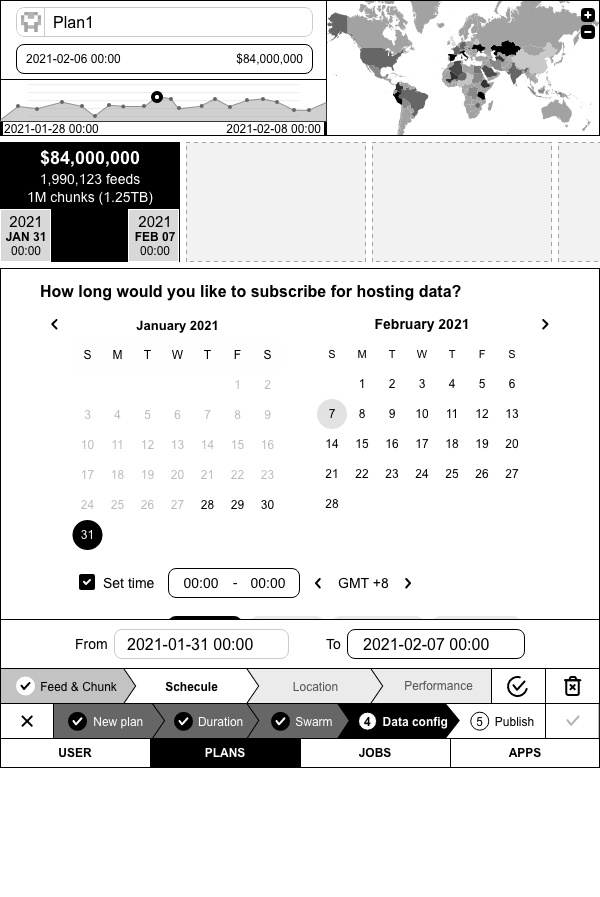 Plan1
2021-02-06 00:00 $84,000,000
2021-01-28 00:00 2021-02-08 00:00
$84,000,000
1,990,123 feeds
1M chunks (1.25TB)
2021 2021
JAN 31 FEB 07
00:00 00:00
How long would you like to subscribe for hosting data?
January 2021
S M T W T F S
1 2
3 4 5 6 7 8 9
10 11 12 13 14 15 16
17 18 19 20 21 22 23
24 25 26 27 28 29 30
31
February 2021
S M T W T F S
1 2 3 4 5 6
7 8 9 10 11 12 13
14 15 16 17 18 19 20
21 22 23 24 25 26 27
28
Set time 00:00 - 00:00 GMT +8
From 2021-01-31 00:00 To 2021-02-07 00:00
Feed & Chunk Schecule Location Performance
New plan Duration Swarm 4 Data config 5 Publish
USER PLANS JOBS APPS